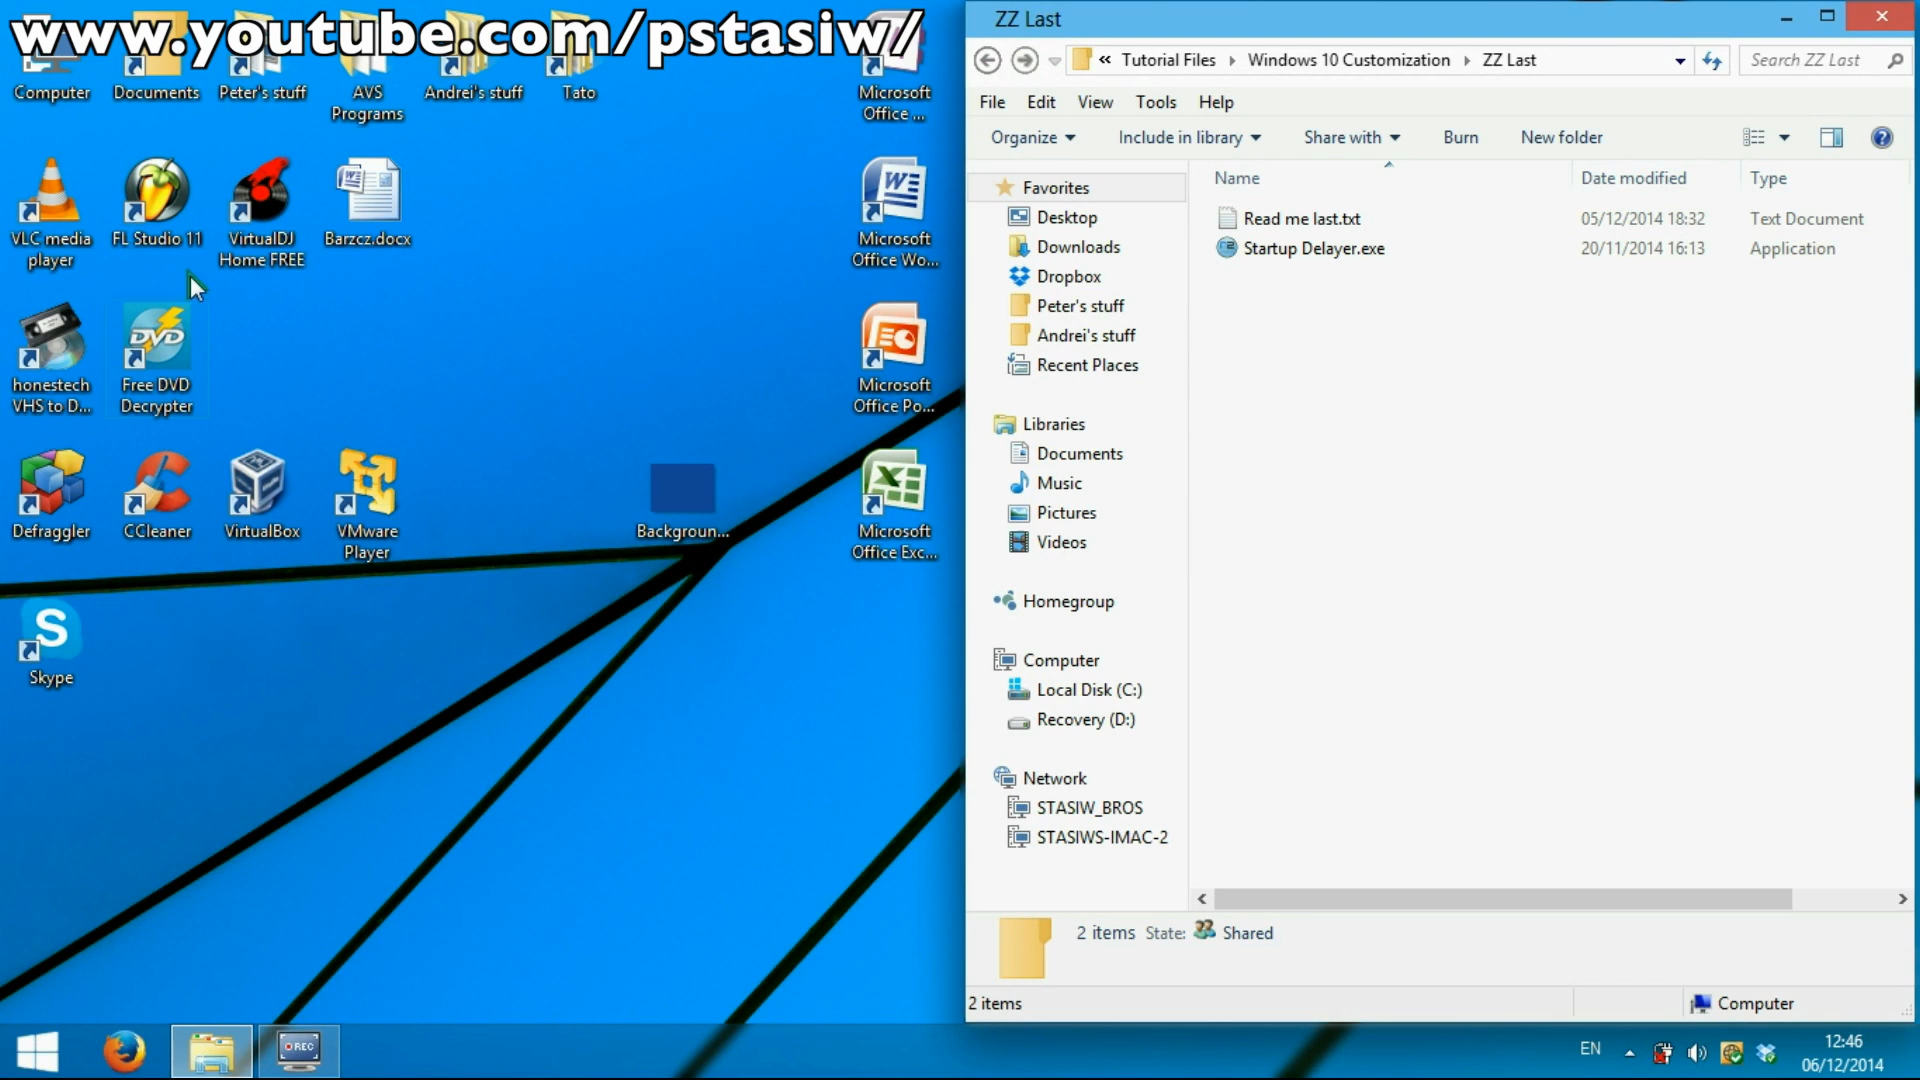 www.youtube.com/pstasiw/
Computer
Documents
Peter's stuff
AVS
Programs
Andrei's stuff
Tato
Microsoft
Office ...
VLC media
player
FL Studio 11
VirtualDJ
Home FREE
Barzcz.docx
Microsoft
Office Wo...
honestech
VHS to D...
DVD
Free DVD
Decrypter
Microsoft
Office Po...
Defraggler
CCleaner
VirtualBox
VMware
Player
Backgroun...
Microsoft
Office Exc...
S
Skype
ZZ Last
« Tutorial Files Windows 10 Customization ZZ Last
Search ZZ Last
File Edit View Tools Help
Organize Include in library Share with Burn New folder
Name Date modified Type
Read me last.txt 05/12/2014 18:32 Text Document
Startup Delayer.exe 20/11/2014 16:13 Application
Favorites
Desktop
Downloads
Dropbox
Peter's stuff
Andrei's stuff
Recent Places
Libraries
Documents
Music
Pictures
Videos
Homegroup
Computer
Local Disk (C:)
Recovery (D:)
Network
STASIW_BROS
STASIWS-IMAC-2
2 items State: Shared
2 items
Computer
REC
EN
12:46
06/12/2014